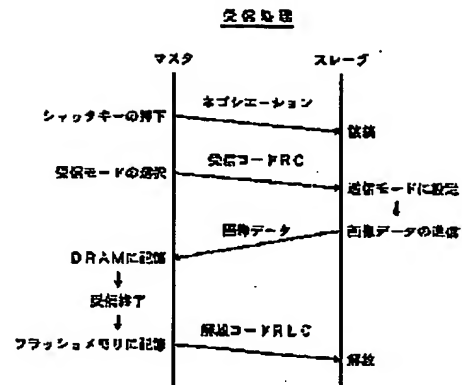 受信処理
マスタ
スレーブ
ネゴシエーション
シャッタキーの押下
接続
受信コードRC
受信モードの選択
送信モードに設定
↓
画像データ
画像データの送信
DRAMに記憶
↓
受信終了
↓
解放コードRLC
フラッシュメモリに記憶
解放